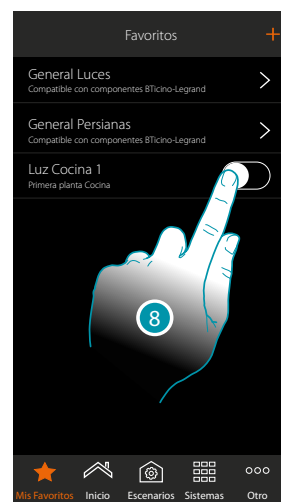 Favoritos
General Luces
Compatible con componentes BTicino-Legrand
General Persianas
Compatible con componentes BTicino-Legrand
Luz Cocina 1
Primera planta Cocina
8
Mis Favoritos Inicio Escenarios Sistemas Otro